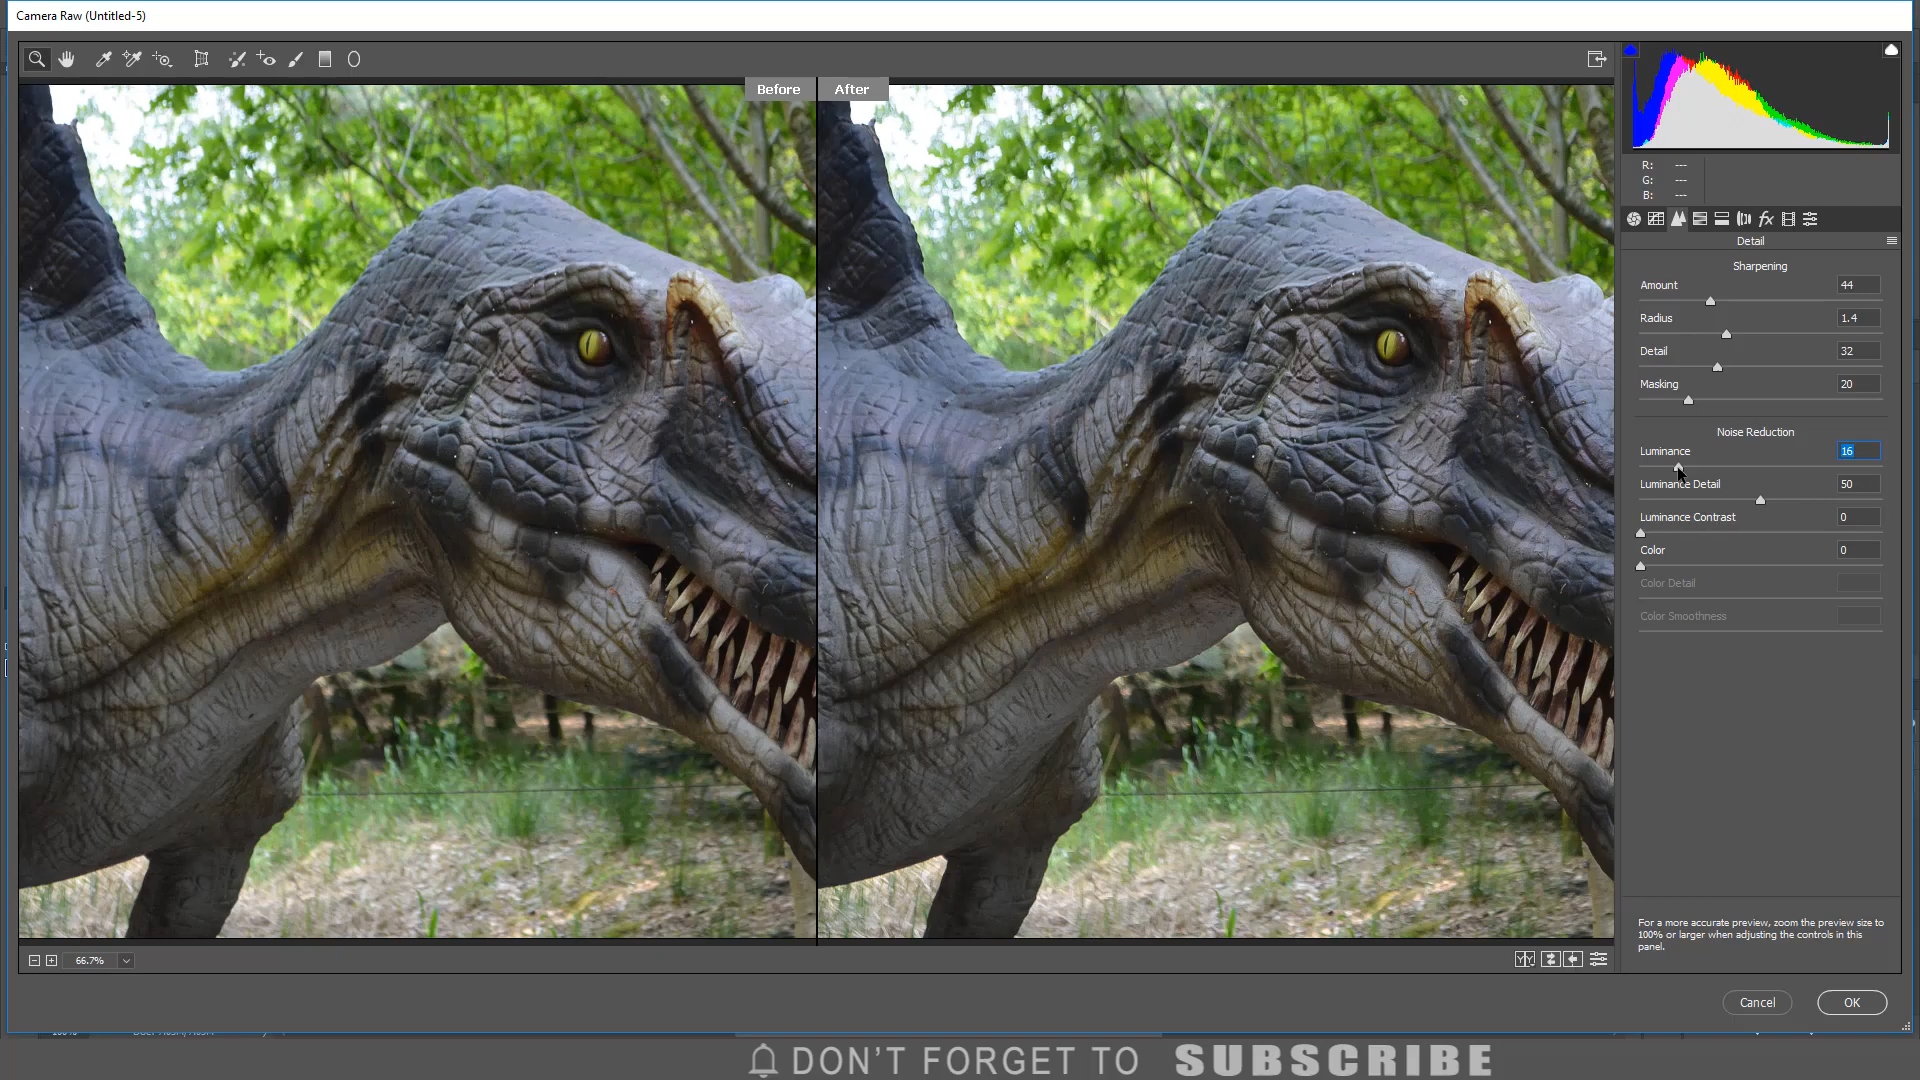 Camera Raw (Untitled-5)
Before
After
R: ---
G: ---
B: ---
fx
Detail
Sharpening
Amount 44
Radius 1.4
Detail 32
Masking 20
Noise Reduction
Luminance 16
Luminance Detail 50
Luminance Contrast 0
Color 0
Color Detail
Color Smoothness
For a more accurate preview, zoom the preview size to
100% or larger when adjusting the controls in this
panel.
66.7%
Cancel
OK
DON'T FORGET TO SUBSCRIBE